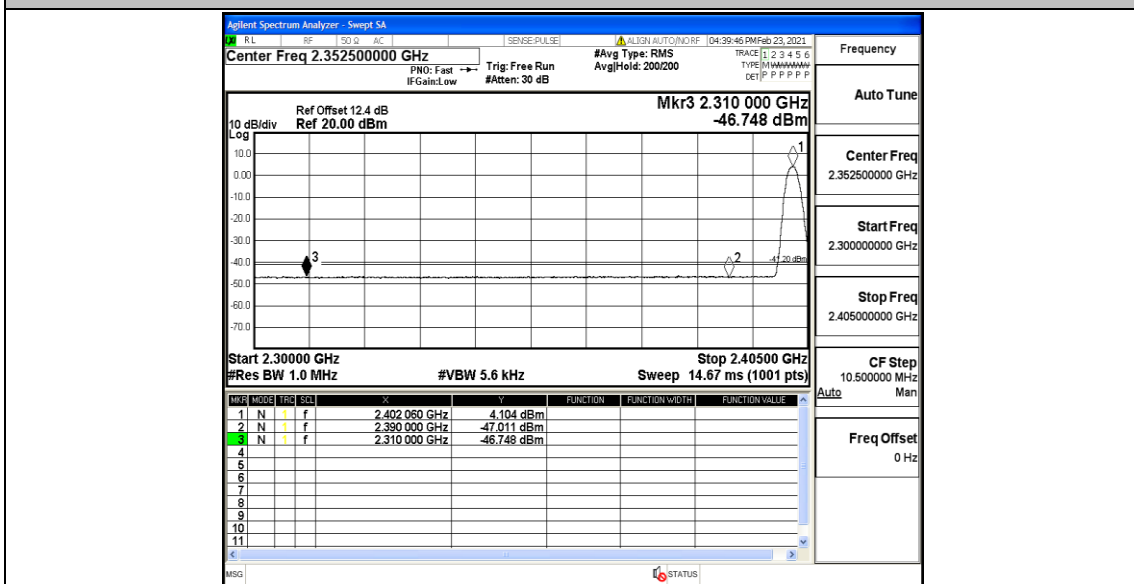 Agilent Spectrum Analyzer - Swept SA
RL RF 50 Ω AC SENSE:PULSE ALIGN AUTO/NO RF 04:39:46 PM Feb 23, 2021
Center Freq 2.352500000 GHz
PNO: Fast
IFGain:Low
Trig: Free Run
#Atten: 30 dB
#Avg Type: RMS
Avg|Hold: 200/200
TRACE 1 2 3 4 5 6
TYPE M
DET P P P P P P
Ref Offset 12.4 dB
10 dB/div Ref 20.00 dBm
Log
Mkr3 2.310 000 GHz
-46.748 dBm
10.0
0.00
-10.0
-20.0
-30.0
-40.0
-50.0
-60.0
-70.0
1
2
3
-41.20 dBm
Start 2.30000 GHz Stop 2.40500 GHz
#Res BW 1.0 MHz #VBW 5.6 kHz Sweep 14.67 ms (1001 pts)
MKR MODE TRC SCL X Y FUNCTION FUNCTION WIDTH FUNCTION VALUE
1 N 1 f 2.402 060 GHz 4.104 dBm
2 N 1 f 2.390 000 GHz -47.011 dBm
3 N 1 f 2.310 000 GHz -46.748 dBm
4
5
6
7
8
9
10
11
MSG STATUS
Frequency
Auto Tune
Center Freq
2.352500000 GHz
Start Freq
2.300000000 GHz
Stop Freq
2.405000000 GHz
CF Step
10.500000 MHz
Auto Man
Freq Offset
0 Hz